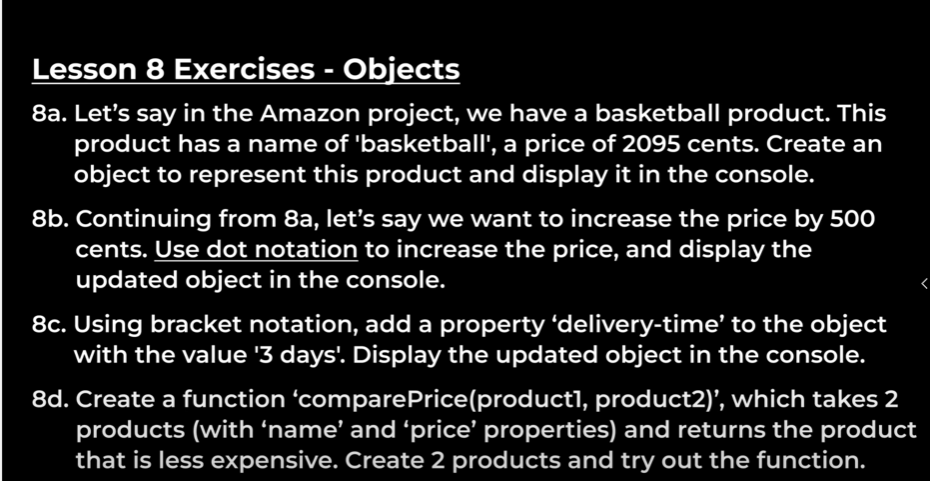 Lesson 8 Exercises - Objects
8a. Let’s say in the Amazon project, we have a basketball product. This
product has a name of 'basketball', a price of 2095 cents. Create an
object to represent this product and display it in the console.
8b. Continuing from 8a, let’s say we want to increase the price by 500
cents. Use dot notation to increase the price, and display the
updated object in the console.
8c. Using bracket notation, add a property ‘delivery-time’ to the object
with the value '3 days'. Display the updated object in the console.
8d. Create a function ‘comparePrice(product1, product2)’, which takes 2
products (with ‘name’ and ‘price’ properties) and returns the product
that is less expensive. Create 2 products and try out the function.